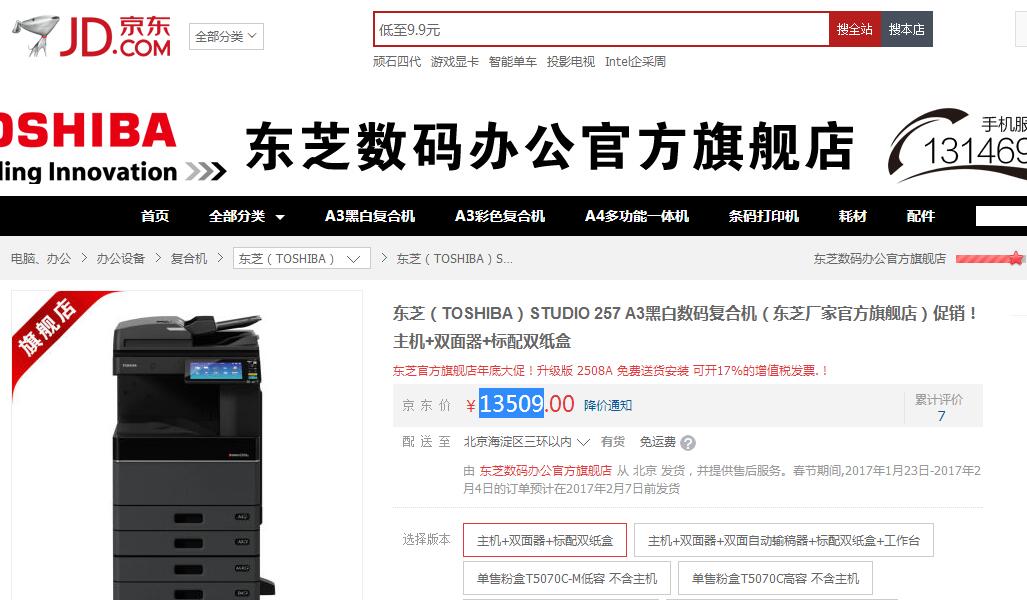 JD.COM 京东
全部分类
低至9.9元
搜全站
搜本店
顽石四代 游戏显卡 智能单车 投影电视 Intel企采周
OSHIBA
ding Innovation
东芝数码办公官方旗舰店
手机服
131469
首页 全部分类 A3黑白复合机 A3彩色复合机 A4多功能一体机 条码打印机 耗材 配件
电脑、办公 > 办公设备 > 复合机 > 东芝（TOSHIBA） > 东芝（TOSHIBA）S...
东芝数码办公官方旗舰店
旗舰店
东芝（TOSHIBA）STUDIO 257 A3黑白数码复合机（东芝厂家官方旗舰店）促销！
主机+双面器+标配双纸盒
东芝官方旗舰店年底大促！升级版 2508A 免费送货安装 可开17%的增值税发票.！
京 东 价 ￥13509.00 降价通知
累计评价
7
配 送 至 北京海淀区三环以内 有货 免运费 ?
由 东芝数码办公官方旗舰店 从 北京 发货，并提供售后服务。春节期间,2017年1月23日-2017年2
月4日的订单预计在2017年2月7日前发货
选择版本 主机+双面器+标配双纸盒 主机+双面器+双面自动输稿器+标配双纸盒+工作台
单售粉盒T5070C-M低容 不含主机 单售粉盒T5070C高容 不含主机